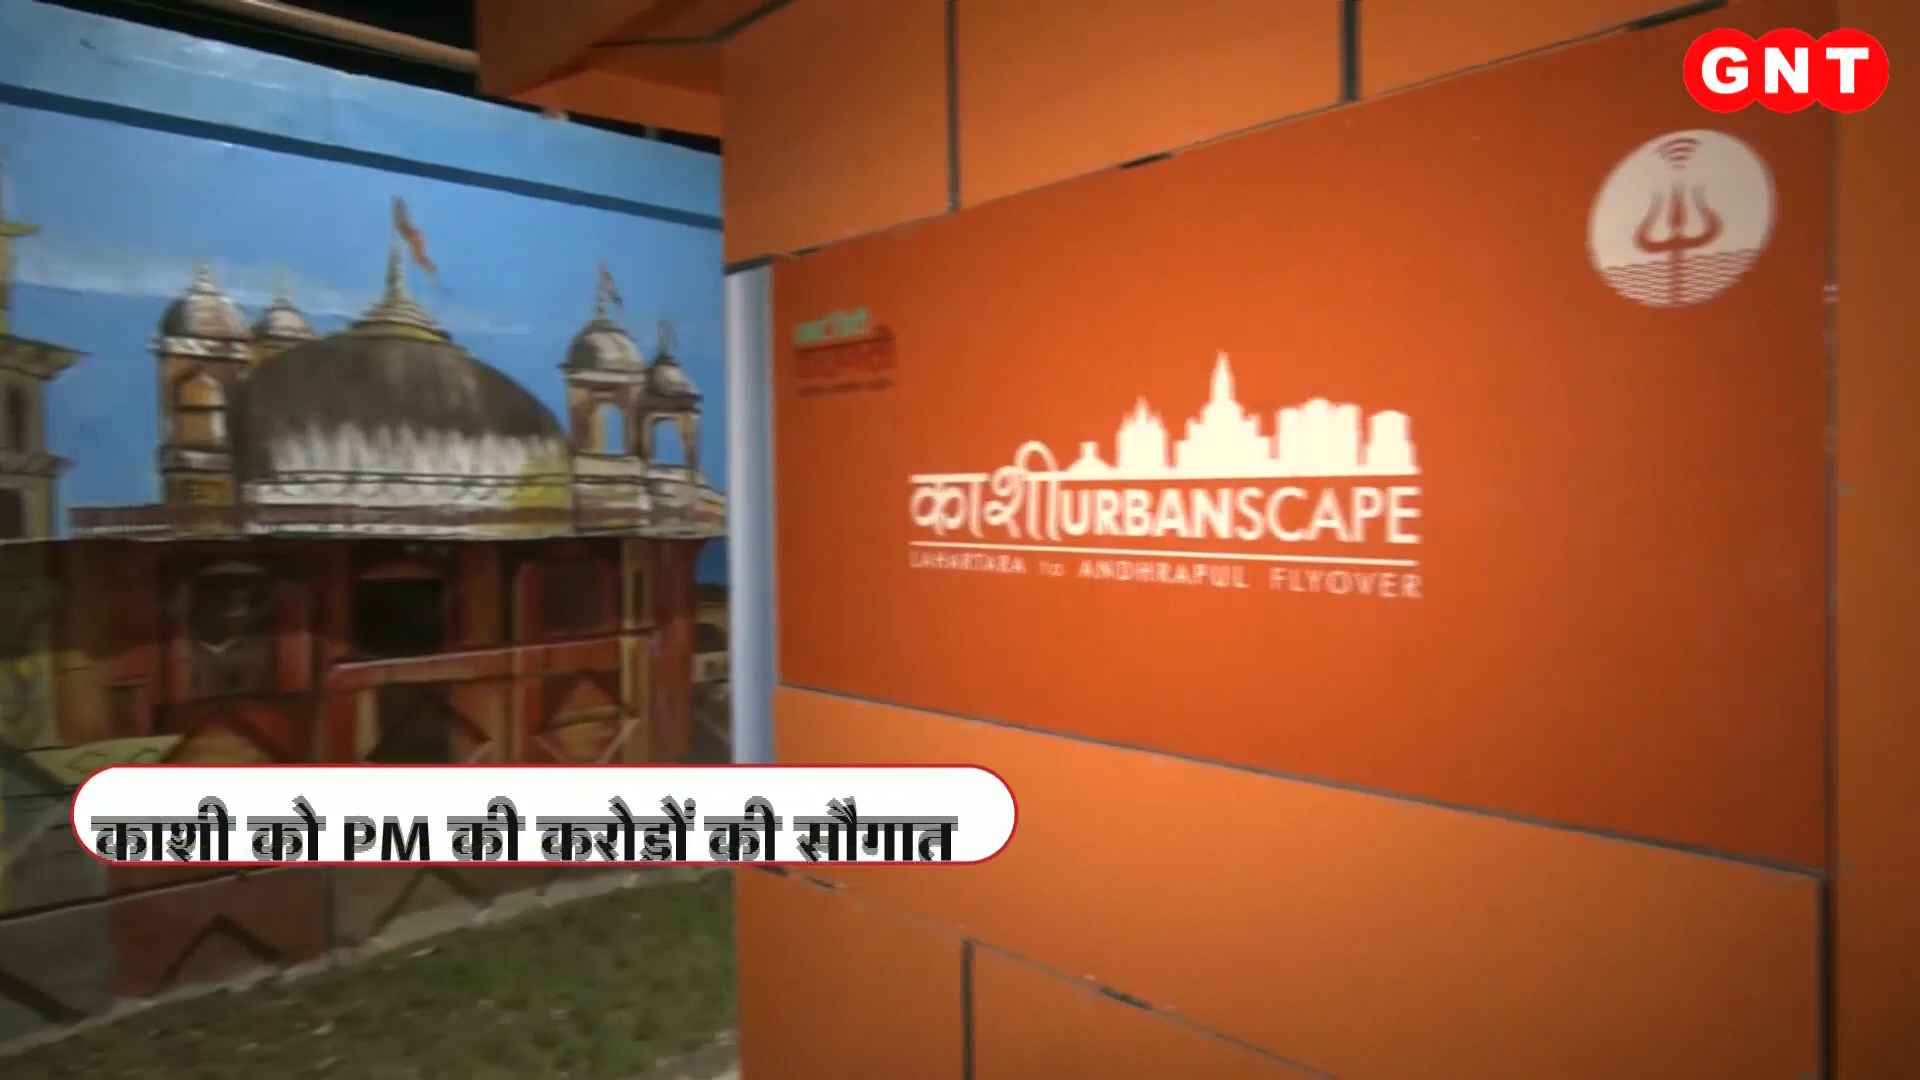 GNT
काशीURBANSCAPE
LAHARTARA TO ANDHRAPUL FLYOVER
काशी को PM की करोड़ों की सौगात